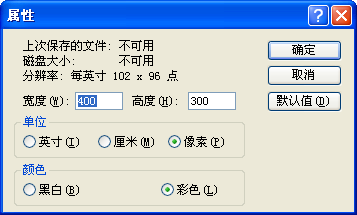 属性
上次保存的文件: 不可用
磁盘大小: 不可用
分辨率: 每英寸 102 x 96 点
宽度(W): 400 高度(H): 300
确定
取消
默认值(D)
单位
英寸(I) 厘米(M) 像素(P)
颜色
黑白(B) 彩色(L)